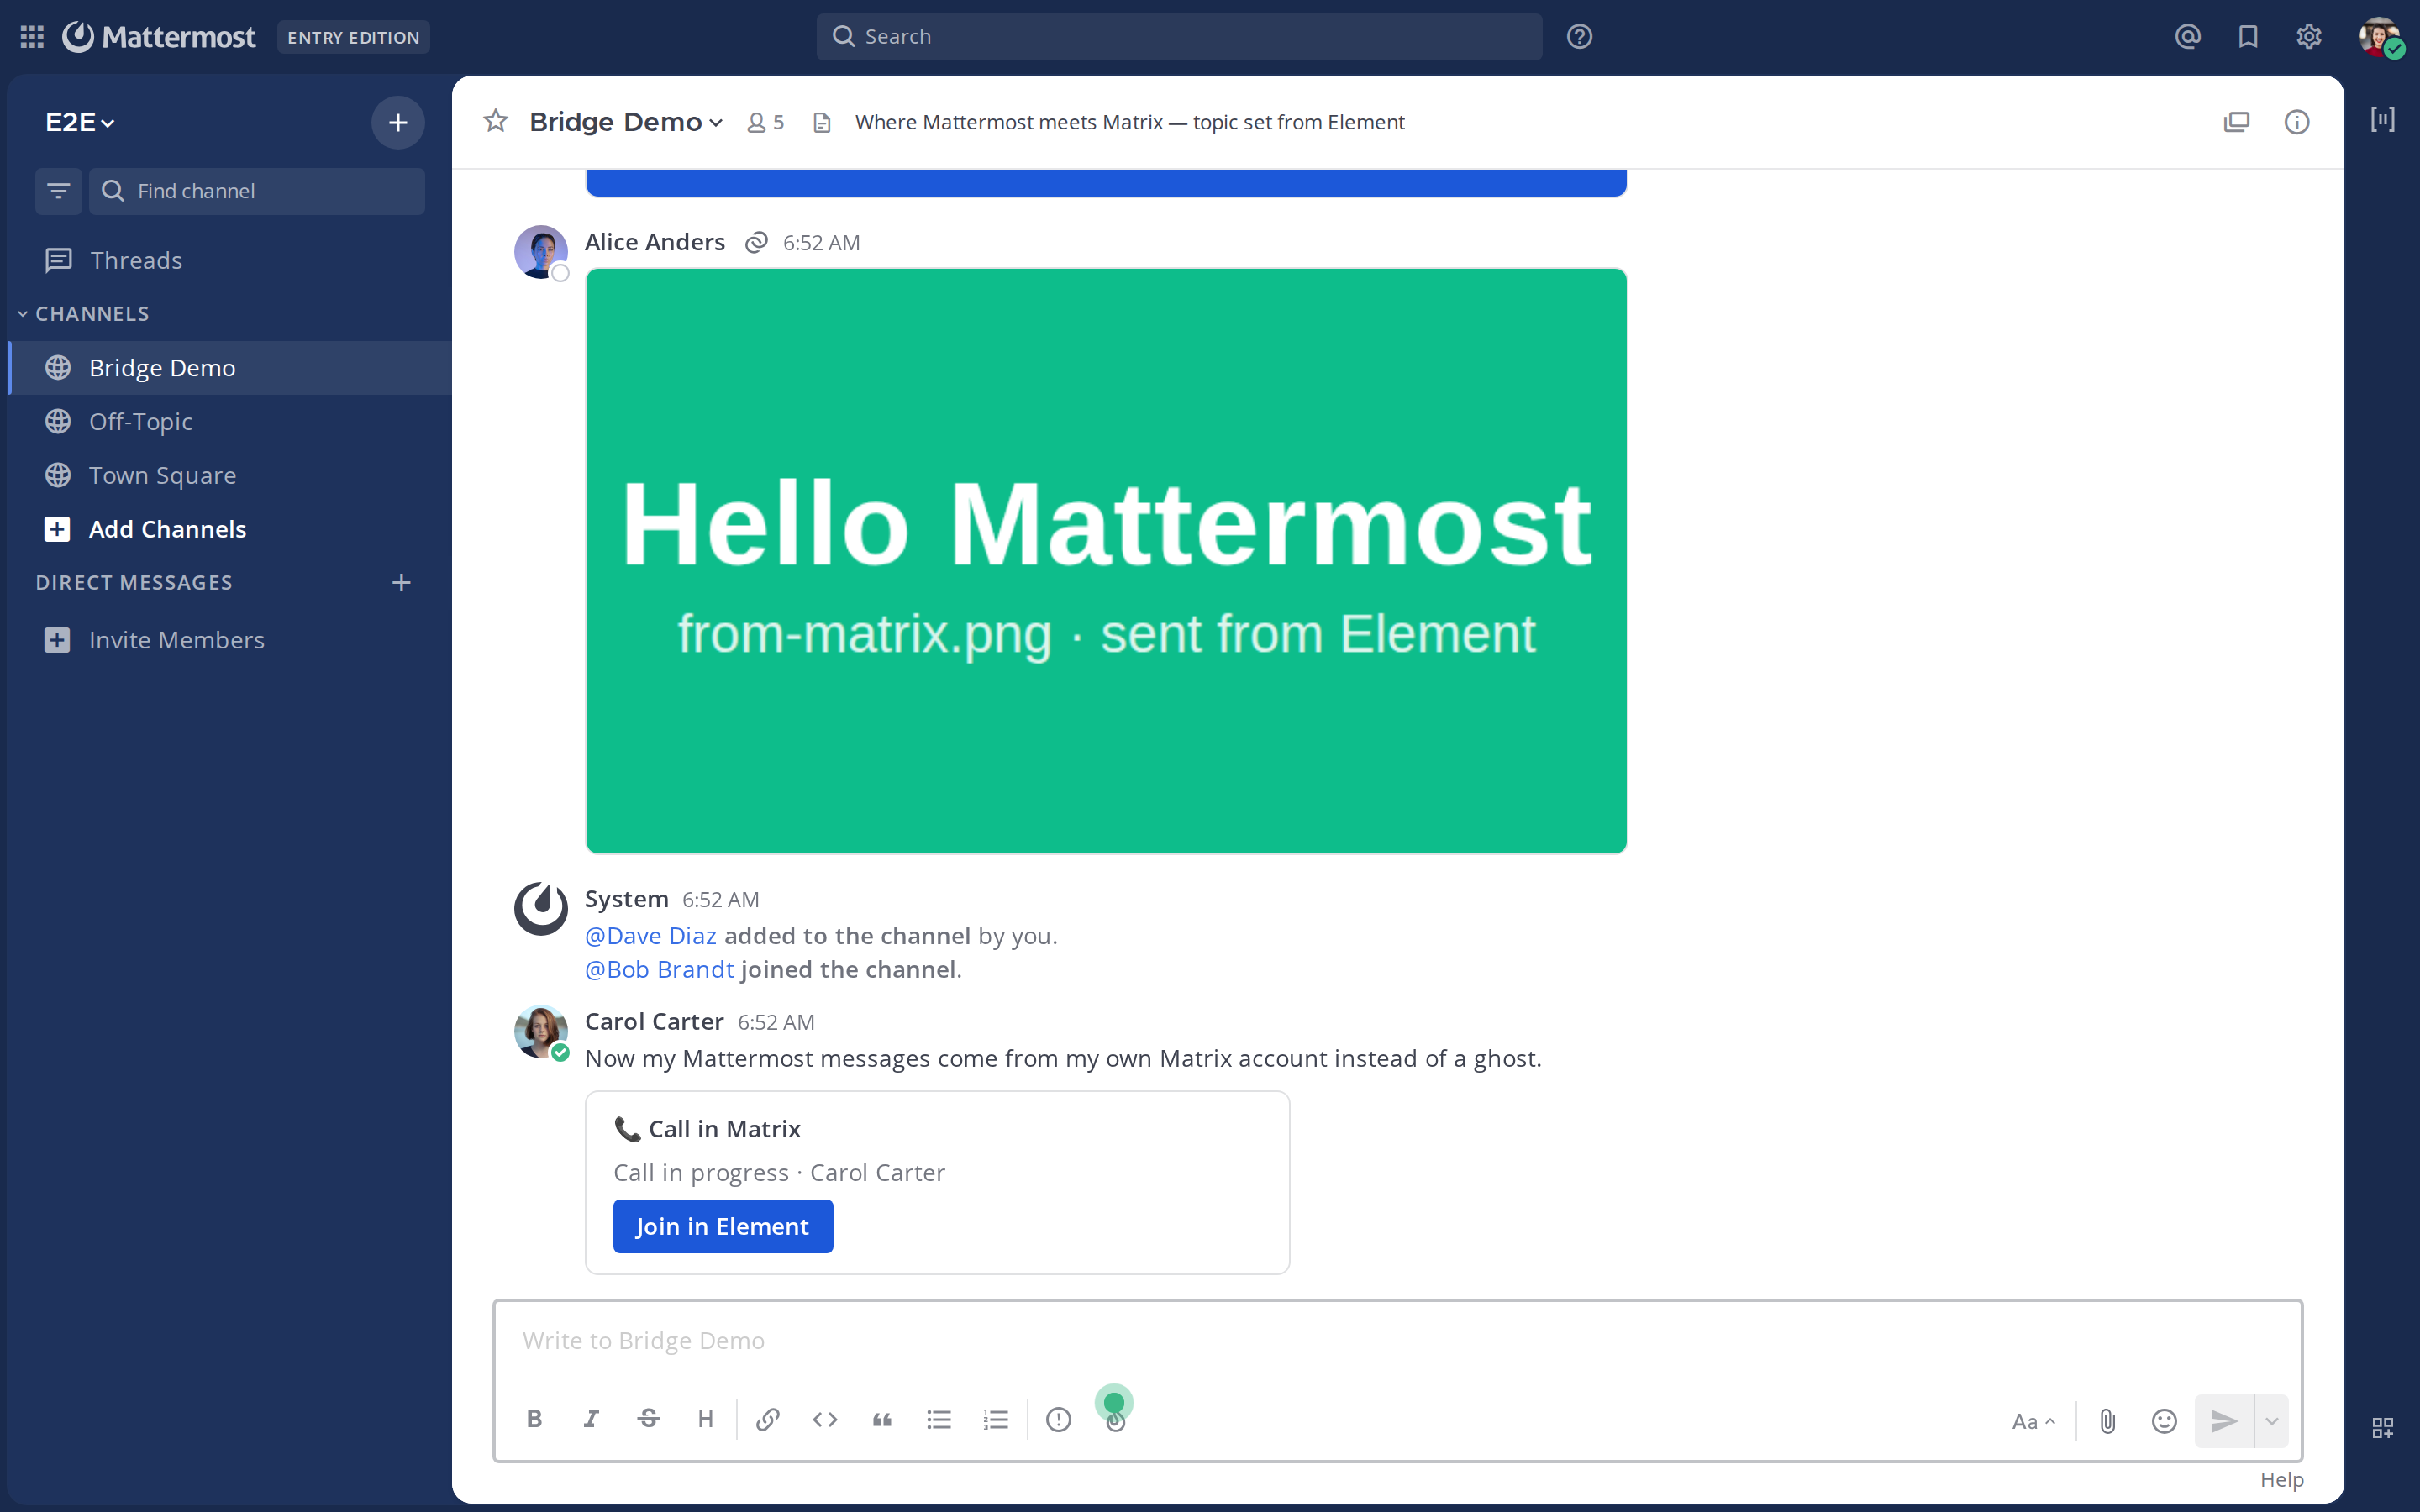 Mattermost
ENTRY EDITION
Search
E2E
Bridge Demo
5
Where Mattermost meets Matrix — topic set from Element
Find channel
Threads
CHANNELS
Bridge Demo
Off-Topic
Town Square
Add Channels
DIRECT MESSAGES
Invite Members
Alice Anders 6:52 AM
Hello Mattermost
from-matrix.png · sent from Element
System 6:52 AM
@Dave Diaz added to the channel by you.
@Bob Brandt joined the channel.
Carol Carter 6:52 AM
Now my Mattermost messages come from my own Matrix account instead of a ghost.
📞 Call in Matrix
Call in progress · Carol Carter
Join in Element
Write to Bridge Demo
B I S H
Aa
Help